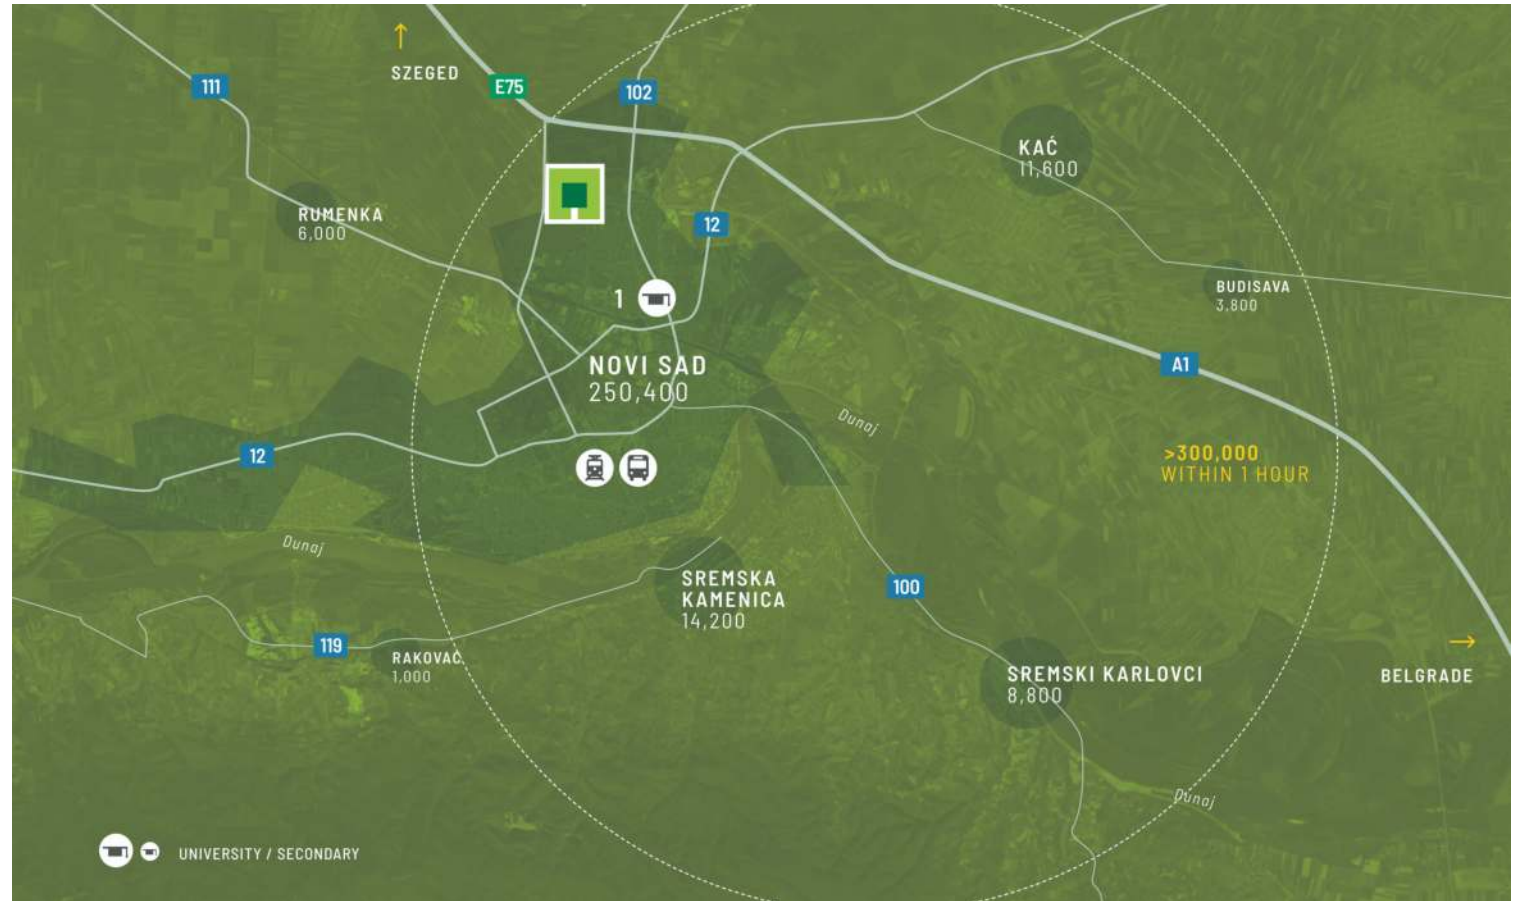 SZEGED
111
E75
102
KAĆ
11,600
RUMENKA
6,000
12
BUDISAVA
3,800
1
NOVI SAD
250,400
A1
Dunaj
12
>300,000
WITHIN 1 HOUR
Dunaj
SREMSKA
KAMENICA
14,200
100
119
RAKOVAC
1,000
SREMSKI KARLOVCI
8,800
BELGRADE
Dunaj
UNIVERSITY / SECONDARY